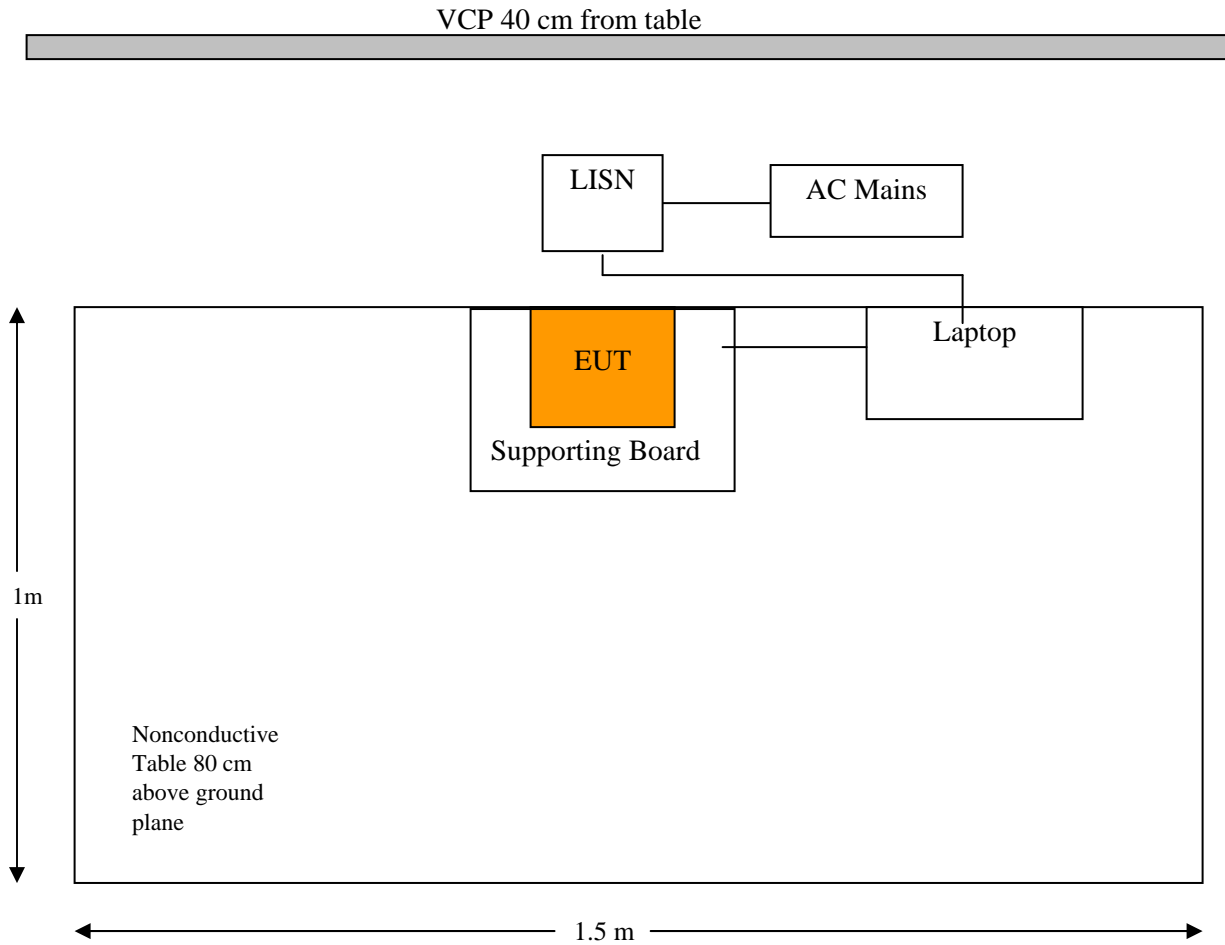 VCP 40 cm from table
LISN
AC Mains
EUT
Laptop
Supporting Board
1m
Nonconductive
Table 80 cm
above ground
plane
1.5 m